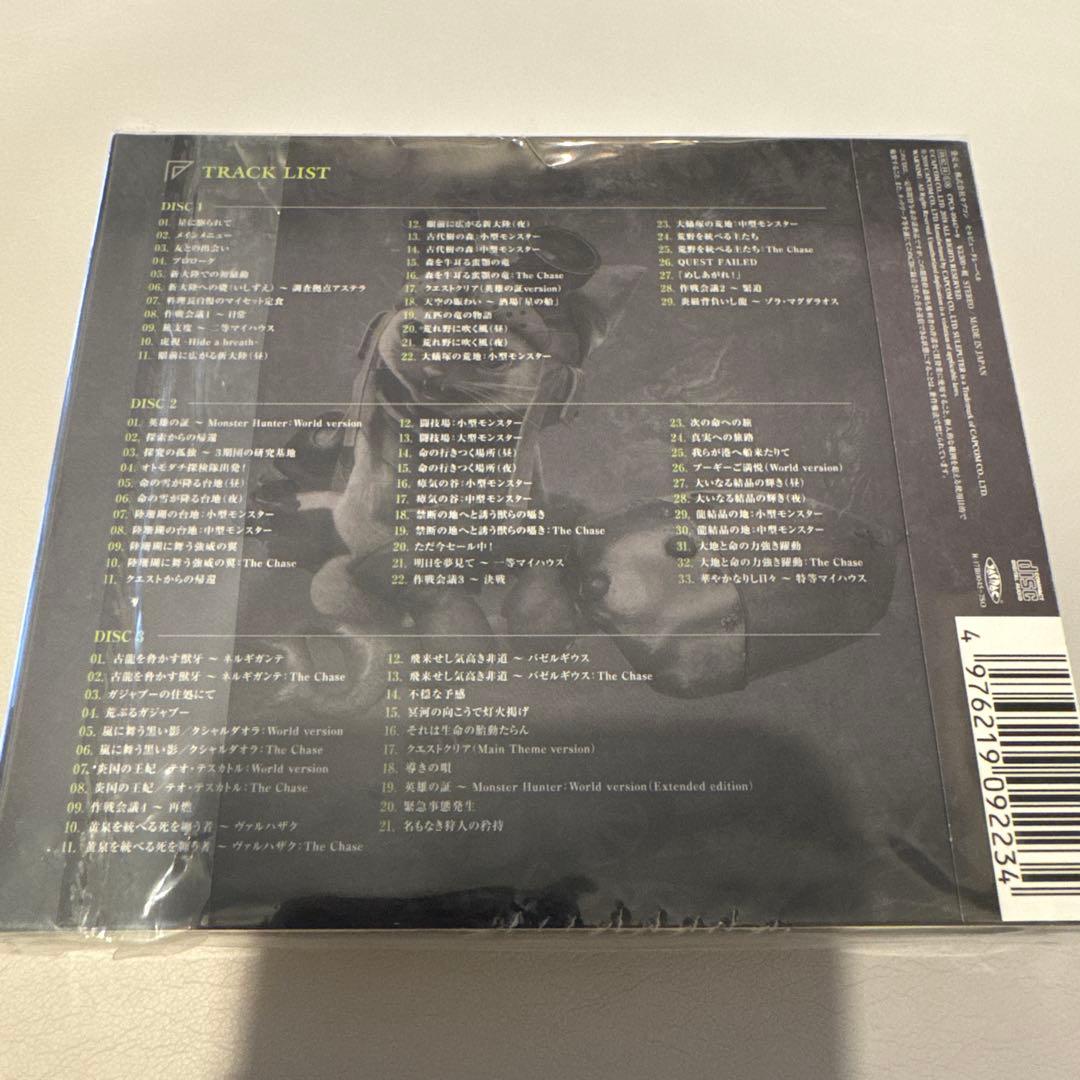 TRACK LIST
DISC 1
01. 星に駆られて
02. メインメニュー
03. 友との出会い
04. プロローグ
05. 新大陸での初騒動
06. 新大陸への礎(いしずえ) ～ 調査拠点アステラ
07. 料理長自慢のマイセット定食
08. 作戦会議1 ～ 日常
09. 旅支度 ～ 二等マイハウス
10. 虎視 -Hide a breath-
11. 眼前に広がる新大陸(昼)
12. 眼前に広がる新大陸(夜)
13. 古代樹の森:小型モンスター
14. 古代樹の森:中型モンスター
15. 森を牛耳る蛮顎の竜
16. 森を牛耳る蛮顎の竜:The Chase
17. クエストクリア(英雄の証version)
18. 天空の賑わい ～ 酒場「星の船」
19. 五匹の竜の物語
20. 荒れ野に吹く風(昼)
21. 荒れ野に吹く風(夜)
22. 大蟻塚の荒地:小型モンスター
23. 大蟻塚の荒地:中型モンスター
24. 荒野を統べる主たち
25. 荒野を統べる主たち:The Chase
26. QUEST FAILED
27. 「めしあがれ!」
28. 作戦会議2 ～ 緊迫
29. 炎嶽背負いし龍 ～ ゾラ・マグダラオス
DISC 2
01. 英雄の証 ～ Monster Hunter:World version
02. 探索からの帰還
03. 探究の孤独 ～ 3期団の研究基地
04. オトモダチ探検隊出発!
05. 命の雪が降る台地(昼)
06. 命の雪が降る台地(夜)
07. 陸珊瑚の台地:小型モンスター
08. 陸珊瑚の台地:中型モンスター
09. 陸珊瑚に舞う強威の翼
10. 陸珊瑚に舞う強威の翼:The Chase
11. クエストからの帰還
12. 闘技場:小型モンスター
13. 闘技場:大型モンスター
14. 命の行きつく場所(昼)
15. 命の行きつく場所(夜)
16. 瘴気の谷:小型モンスター
17. 瘴気の谷:中型モンスター
18. 禁断の地へと誘う獣らの囁き
19. 禁断の地へと誘う獣らの囁き:The Chase
20. ただ今セール中!
21. 明日を夢見て ～ 一等マイハウス
22. 作戦会議3 ～ 決戦
23. 次の命への旅
24. 真実への旅路
25. 我らが港へ船来たりて
26. プーギーご満悦(World version)
27. 大いなる結晶の輝き(昼)
28. 大いなる結晶の輝き(夜)
29. 龍結晶の地:小型モンスター
30. 龍結晶の地:中型モンスター
31. 大地と命の力強き躍動
32. 大地と命の力強き躍動:The Chase
33. 華やかなりし日々 ～ 特等マイハウス
DISC 3
01. 古龍を脅かす獣牙 ～ ネルギガンテ
02. 古龍を脅かす獣牙 ～ ネルギガンテ:The Chase
03. ガジャブーの住処にて
04. 荒ぶるガジャブー
05. 嵐に舞う黒い影/クシャルダオラ:World version
06. 嵐に舞う黒い影/クシャルダオラ:The Chase
07. 炎国の王妃/テオ・テスカトル:World version
08. 炎国の王妃/テオ・テスカトル:The Chase
09. 作戦会議4 ～ 再燃
10. 黄泉を統べる死を纏う者 ～ ヴァルハザク
11. 黄泉を統べる死を纏う者 ～ ヴァルハザク:The Chase
12. 飛来せし気高き非道 ～ バゼルギウス
13. 飛来せし気高き非道 ～ バゼルギウス:The Chase
14. 不穏な予感
15. 冥河の向こうで灯火掲げ
16. それは生命の胎動たらん
17. クエストクリア(Main Theme version)
18. 導きの唄
19. 英雄の証 ～ Monster Hunter:World version(Extended edition)
20. 緊急事態発生
21. 名もなき狩人の矜持
STEREO / MADE IN JAPAN
COMPACT
disc
DIGITAL AUDIO
JASRAC
4 976219 092234